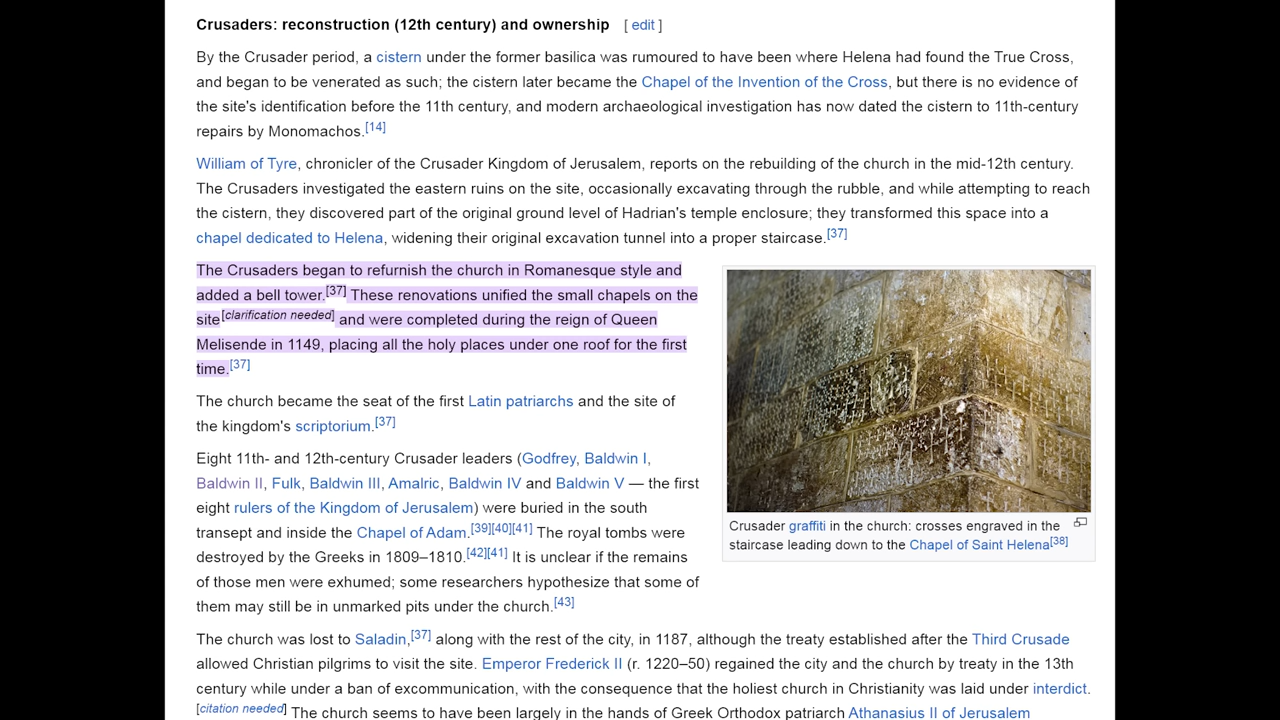 Crusaders: reconstruction (12th century) and ownership [ edit ]
By the Crusader period, a cistern under the former basilica was rumoured to have been where Helena had found the True Cross,
and began to be venerated as such; the cistern later became the Chapel of the Invention of the Cross, but there is no evidence of
the site's identification before the 11th century, and modern archaeological investigation has now dated the cistern to 11th-century
repairs by Monomachos.[14]
William of Tyre, chronicler of the Crusader Kingdom of Jerusalem, reports on the rebuilding of the church in the mid-12th century.
The Crusaders investigated the eastern ruins on the site, occasionally excavating through the rubble, and while attempting to reach
the cistern, they discovered part of the original ground level of Hadrian's temple enclosure; they transformed this space into a
chapel dedicated to Helena, widening their original excavation tunnel into a proper staircase.[37]
The Crusaders began to refurnish the church in Romanesque style and
added a bell tower.[37] These renovations unified the small chapels on the
site[clarification needed] and were completed during the reign of Queen
Melisende in 1149, placing all the holy places under one roof for the first
time.[37]
The church became the seat of the first Latin patriarchs and the site of
the kingdom's scriptorium.[37]
Eight 11th- and 12th-century Crusader leaders (Godfrey, Baldwin I,
Baldwin II, Fulk, Baldwin III, Amalric, Baldwin IV and Baldwin V — the first
eight rulers of the Kingdom of Jerusalem) were buried in the south
transept and inside the Chapel of Adam.[39][40][41] The royal tombs were
destroyed by the Greeks in 1809–1810.[42][41] It is unclear if the remains
of those men were exhumed; some researchers hypothesize that some of
them may still be in unmarked pits under the church.[43]
Crusader graffiti in the church: crosses engraved in the
staircase leading down to the Chapel of Saint Helena[38]
The church was lost to Saladin,[37] along with the rest of the city, in 1187, although the treaty established after the Third Crusade
allowed Christian pilgrims to visit the site. Emperor Frederick II (r. 1220–50) regained the city and the church by treaty in the 13th
century while under a ban of excommunication, with the consequence that the holiest church in Christianity was laid under interdict.
[citation needed] The church seems to have been largely in the hands of Greek Orthodox patriarch Athanasius II of Jerusalem